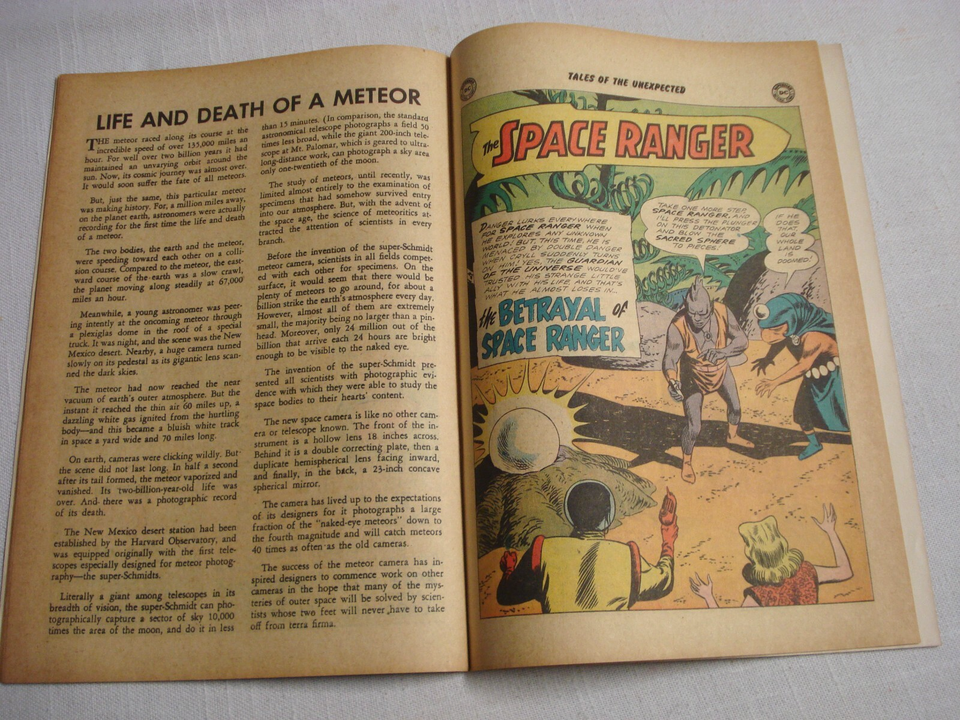 LIFE AND DEATH OF A METEOR
THE meteor raced along its course at the
incredible speed of over 135,000 miles an
hour. For well over two billion years it had
maintained an unvarying orbit around the
sun. Now, its cosmic journey was almost over.
It would soon suffer the fate of all meteors.
But, just the same, this particular meteor
was making history. For, a million miles away,
on the planet earth, astronomers were actually
recording for the first time the life and death
of a meteor.
The two bodies, the earth and the meteor,
were speeding toward each other on a colli-
sion course. Compared to the meteor, the east-
ward course of the earth was a slow crawl,
the planet moving along steadily at 67,000
miles an hour.
Meanwhile, a young astronomer was peer-
ing intently at the oncoming meteor through
a plexiglas dome in the roof of a special
truck. It was night, and the scene was the New
Mexico desert. Nearby, a huge camera turned
slowly on its pedestal as its gigantic lens scan-
ned the dark skies.
The meteor had now reached the near
vacuum of earth's outer atmosphere. But the
instant it reached the thin air 60 miles up, a
dazzling white gas ignited from the hurtling
body—and this became a bluish white track
in space a yard wide and 70 miles long.
On earth, cameras were clicking wildly. But
the scene did not last long. In half a second
after its tail formed, the meteor vaporized and
vanished. Its two-billion-year-old life was
over. And there was a photographic record
of its death.
The New Mexico desert station had been
established by the Harvard Observatory, and
was equipped originally with the first tele-
scopes especially designed for meteor photog-
raphy—the super-Schmidts.
Literally a giant among telescopes in its
breadth of vision, the super-Schmidt can pho-
tographically capture a sector of sky 10,000
times the area of the moon, and do it in less
than 15 minutes. (In comparison, the standard
astronomical telescope photographs a field 50
times less broad, while the giant 200-inch tele-
scope at Mt. Palomar, which is geared to ultra-
long-distance work, can photograph a sky area
only one-twentieth of the moon.
The study of meteors, until recently, was
limited almost entirely to the examination of
specimens that had somehow survived entry
into our atmosphere. But, with the advent of
the space age, the science of meteoritics at-
tracted the attention of scientists in every
branch.
Before the invention of the super-Schmidt
meteor camera, scientists in all fields compet-
ed with each other for specimens. On the
surface, it would seem that there would be
plenty of meteors to go around, for about a
billion strike the earth's atmosphere every day.
However, almost all of them are extremely
small, the majority being no larger than a pin-
head. Moreover, only 24 million out of the
billion that arrive each 24 hours are bright
enough to be visible to the naked eye.
The invention of the super-Schmidt pre-
sented all scientists with photographic evi-
dence with which they were able to study the
space bodies to their hearts' content.
The new space camera is like no other cam-
era or telescope known. The front of the in-
strument is a hollow lens 18 inches across.
Behind it is a double correcting plate, then a
duplicate hemispherical lens facing inward,
and finally, in the back, a 23-inch concave
spherical mirror.
The camera has lived up to the expectations
of its designers for it photographs a large
fraction of the "naked-eye meteors" down to
the fourth magnitude and will catch meteors
40 times as often as the old cameras.
The success of the meteor camera has in-
spired designers to commence work on other
cameras in the hope that many of the mys-
teries of outer space will be solved by scien-
tists whose two feet will never have to take
off from terra firma.
TALES OF THE UNEXPECTED
DC
The SPACE RANGER
DANGER LURKS EVERYWHERE
FOR SPACE RANGER WHEN
HE EXPLORES ANY UNKNOWN
WORLD! BUT, THIS TIME, HE IS
MENACED BY DOUBLE DANGER
WHEN CRYLL SUDDENLY TURNS
ON HIM! YES, THE GUARDIAN
OF THE UNIVERSE WOULD'VE
TRUSTED HIS STRANGE LITTLE
ALLY WITH HIS LIFE AND THAT'S
WHAT HE ALMOST LOSES IN...
the BETRAYAL of
SPACE RANGER
TAKE ONE MORE STEP,
SPACE RANGER, AND
I'LL PRESS THE PLUNGER
ON THIS DETONATOR
AND BLOW THE
SACRED SPHERE
TO PIECES!
IF HE
DOES
THAT,
OUR
WHOLE
LAND
IS
DOOMED!